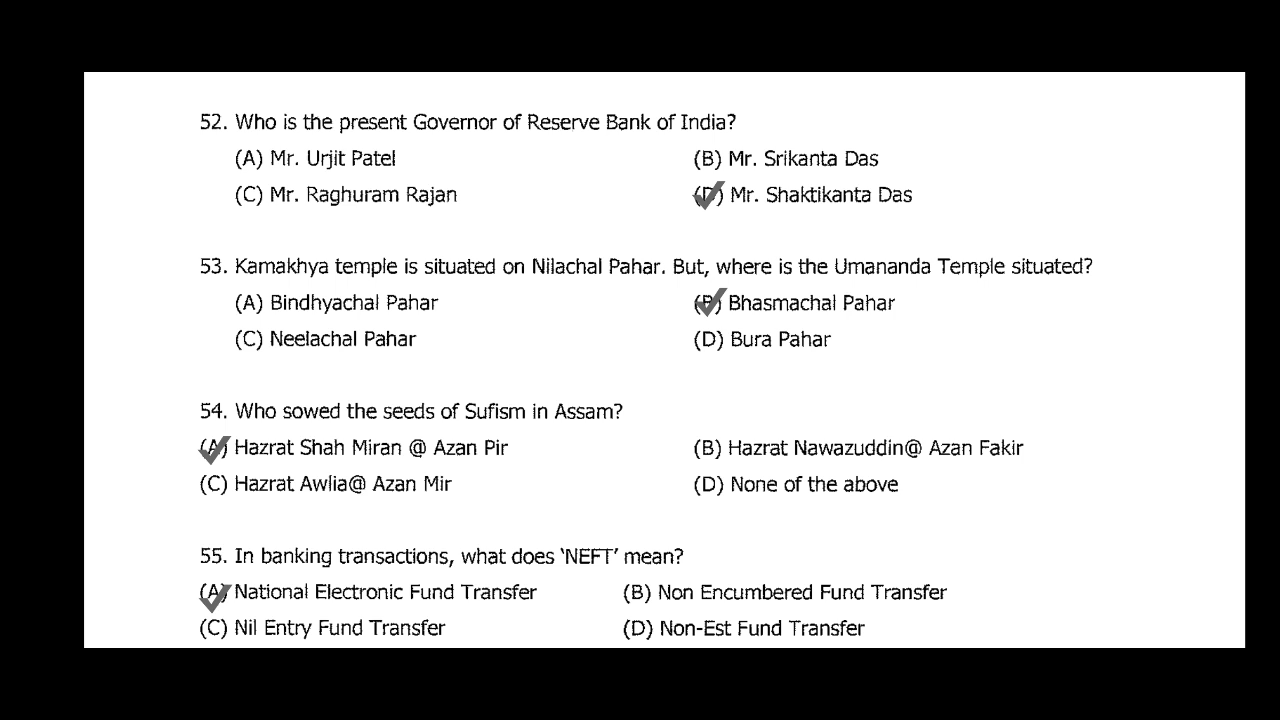 52. Who is the present Governor of Reserve Bank of India?
(A) Mr. Urjit Patel (B) Mr. Srikanta Das
(C) Mr. Raghuram Rajan (D) Mr. Shaktikanta Das
53. Kamakhya temple is situated on Nilachal Pahar. But, where is the Umananda Temple situated?
(A) Bindhyachal Pahar (B) Bhasmachal Pahar
(C) Neelachal Pahar (D) Bura Pahar
54. Who sowed the seeds of Sufism in Assam?
(A) Hazrat Shah Miran @ Azan Pir (B) Hazrat Nawazuddin@ Azan Fakir
(C) Hazrat Awlia@ Azan Mir (D) None of the above
55. In banking transactions, what does ‘NEFT’ mean?
(A) National Electronic Fund Transfer (B) Non Encumbered Fund Transfer
(C) Nil Entry Fund Transfer (D) Non-Est Fund Transfer